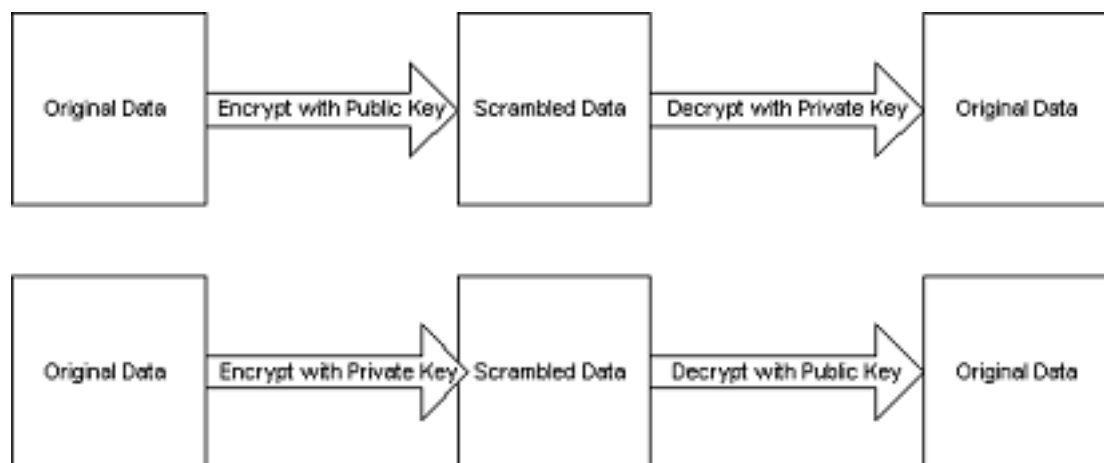 Original Data
Encrypt with Public Key
Scrambled Data
Decrypt with Private Key
Original Data
Original Data
Encrypt with Private Key
Scrambled Data
Decrypt with Public Key
Original Data